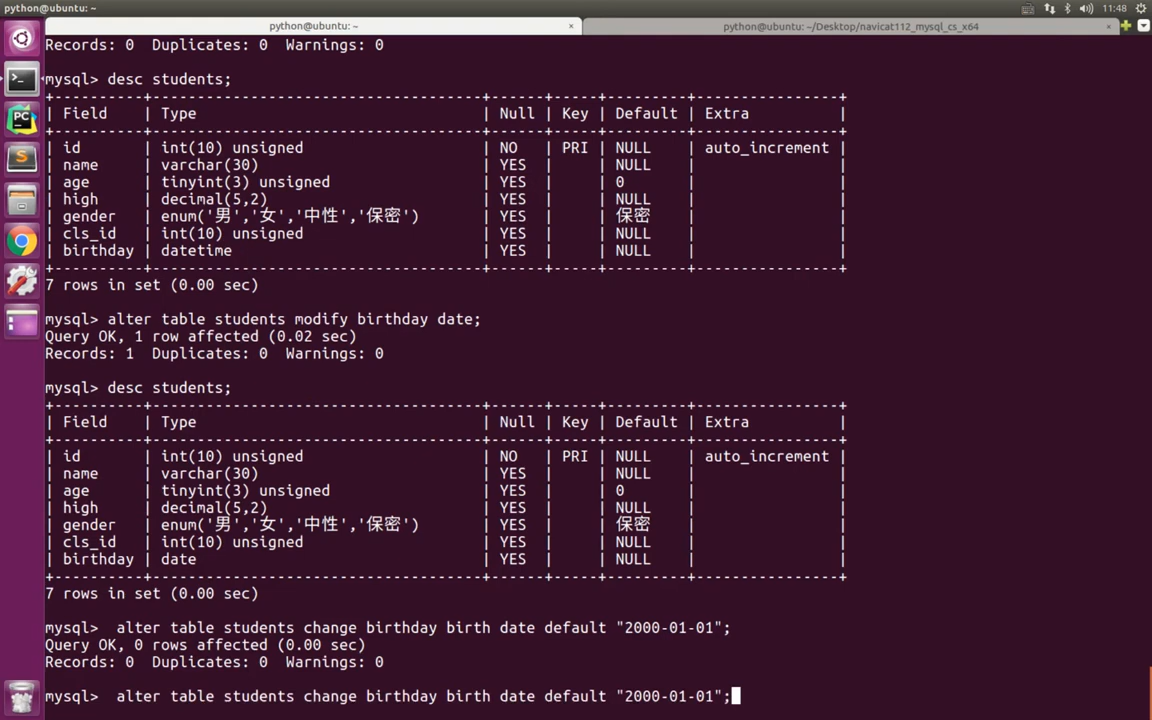 python@ubuntu: ~
11:48
python@ubuntu: ~ × python@ubuntu: ~/Desktop/navicat112_mysql_cs_x64 ×
Records: 0  Duplicates: 0  Warnings: 0
mysql> desc students;
+----------+-------------------------------------+------+-----+---------+----------------+
| Field    | Type                                | Null | Key | Default | Extra          |
+----------+-------------------------------------+------+-----+---------+----------------+
| id       | int(10) unsigned                    | NO   | PRI | NULL    | auto_increment |
| name     | varchar(30)                         | YES  |     | NULL    |                |
| age      | tinyint(3) unsigned                 | YES  |     | 0       |                |
| high     | decimal(5,2)                        | YES  |     | NULL    |                |
| gender   | enum('男','女','中性','保密')       | YES  |     | 保密    |                |
| cls_id   | int(10) unsigned                    | YES  |     | NULL    |                |
| birthday | datetime                            | YES  |     | NULL    |                |
+----------+-------------------------------------+------+-----+---------+----------------+
7 rows in set (0.00 sec)
mysql> alter table students modify birthday date;
Query OK, 1 row affected (0.02 sec)
Records: 1  Duplicates: 0  Warnings: 0
mysql> desc students;
+----------+-------------------------------------+------+-----+---------+----------------+
| Field    | Type                                | Null | Key | Default | Extra          |
+----------+-------------------------------------+------+-----+---------+----------------+
| id       | int(10) unsigned                    | NO   | PRI | NULL    | auto_increment |
| name     | varchar(30)                         | YES  |     | NULL    |                |
| age      | tinyint(3) unsigned                 | YES  |     | 0       |                |
| high     | decimal(5,2)                        | YES  |     | NULL    |                |
| gender   | enum('男','女','中性','保密')       | YES  |     | 保密    |                |
| cls_id   | int(10) unsigned                    | YES  |     | NULL    |                |
| birthday | date                                | YES  |     | NULL    |                |
+----------+-------------------------------------+------+-----+---------+----------------+
7 rows in set (0.00 sec)
mysql>  alter table students change birthday birth date default "2000-01-01";
Query OK, 0 rows affected (0.00 sec)
Records: 0  Duplicates: 0  Warnings: 0
mysql>  alter table students change birthday birth date default "2000-01-01";
PC
S